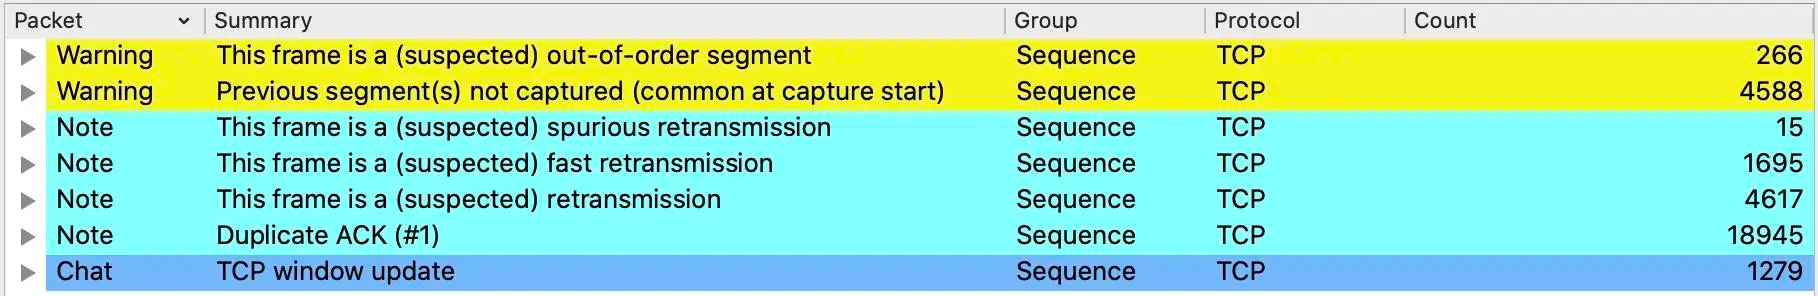 Packet Summary Group Protocol Count
Warning This frame is a (suspected) out-of-order segment Sequence TCP 266
Warning Previous segment(s) not captured (common at capture start) Sequence TCP 4588
Note This frame is a (suspected) spurious retransmission Sequence TCP 15
Note This frame is a (suspected) fast retransmission Sequence TCP 1695
Note This frame is a (suspected) retransmission Sequence TCP 4617
Note Duplicate ACK (#1) Sequence TCP 18945
Chat TCP window update Sequence TCP 1279